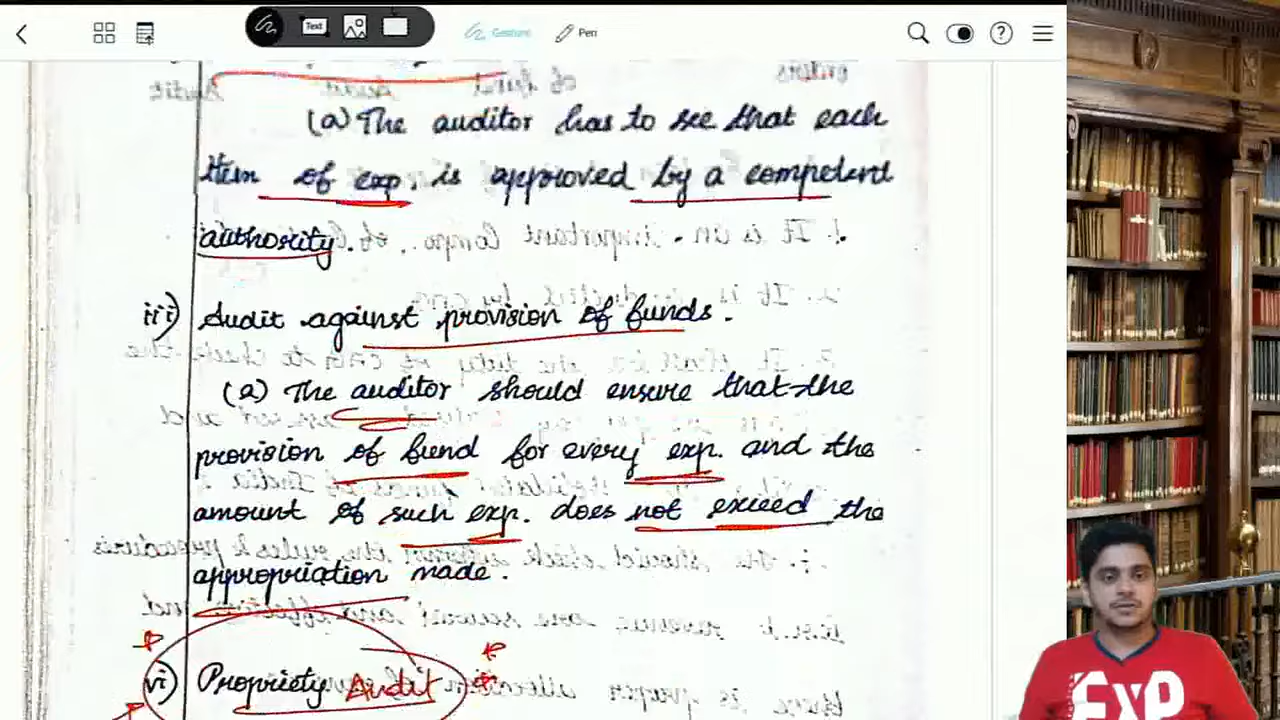 Text
Gesture
Pen
(a) The auditor has to see that each
item of exp. is approved by a competent
authority.
iii) Audit against provision of funds.
(a) The auditor should ensure that the
provision of fund for every exp. and the
amount of such exp. does not exceed the
appropriation made.
vi) Propriety Audit
EXP